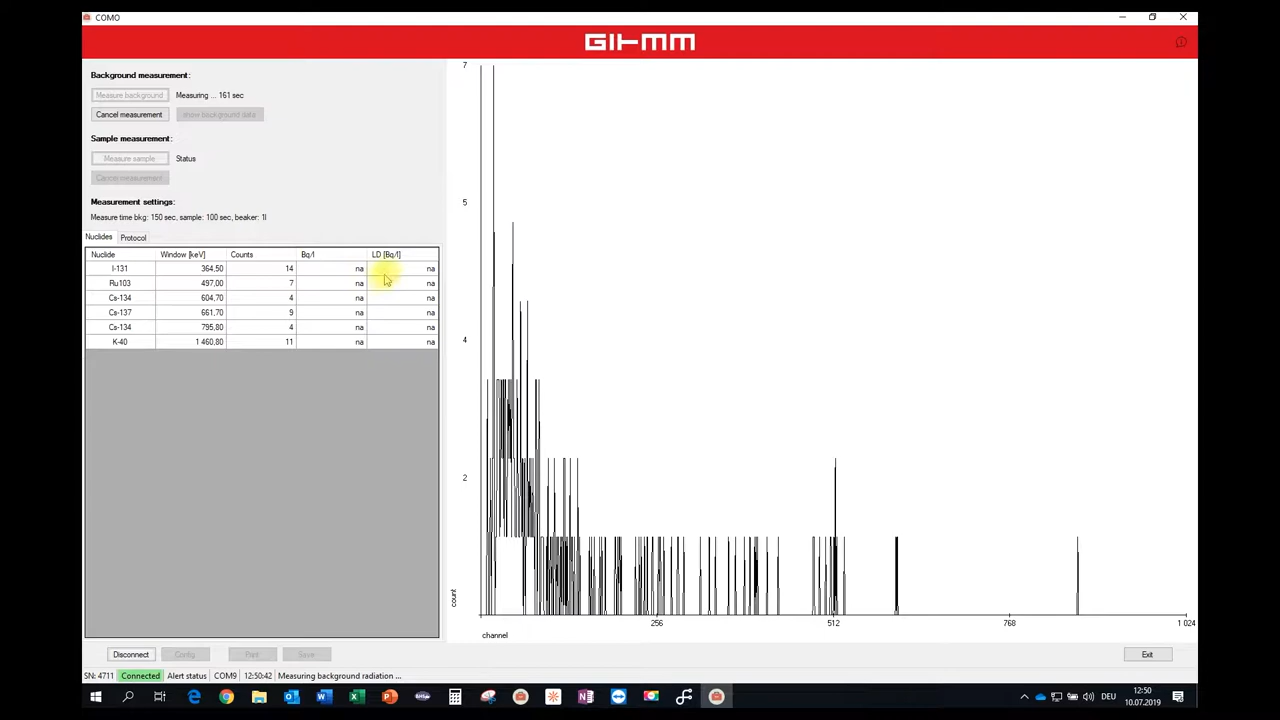 COMO
GIHMM
Background measurement:
Measure background Measuring ... 161 sec
Cancel measurement show background data
Sample measurement:
Measure sample Status
Cancel measurement
Measurement settings:
Measure time bkg: 150 sec, sample: 100 sec, beaker: 1l
Nuclides Protocol
Nuclide Window [keV] Counts Bq/l LD [Bq/l]
I-131 364,50 14 na na
Ru103 497,00 7 na na
Cs-134 604,70 4 na na
Cs-137 661,70 9 na na
Cs-134 795,80 4 na na
K-40 1 460,80 11 na na
7
5
4
2
count
256 512 768 1 024
channel
Disconnect Config Print Save Exit
SN: 4711 Connected Alert status COM9 12:50:42 Measuring background radiation ...
DEU 12:50
10.07.2019